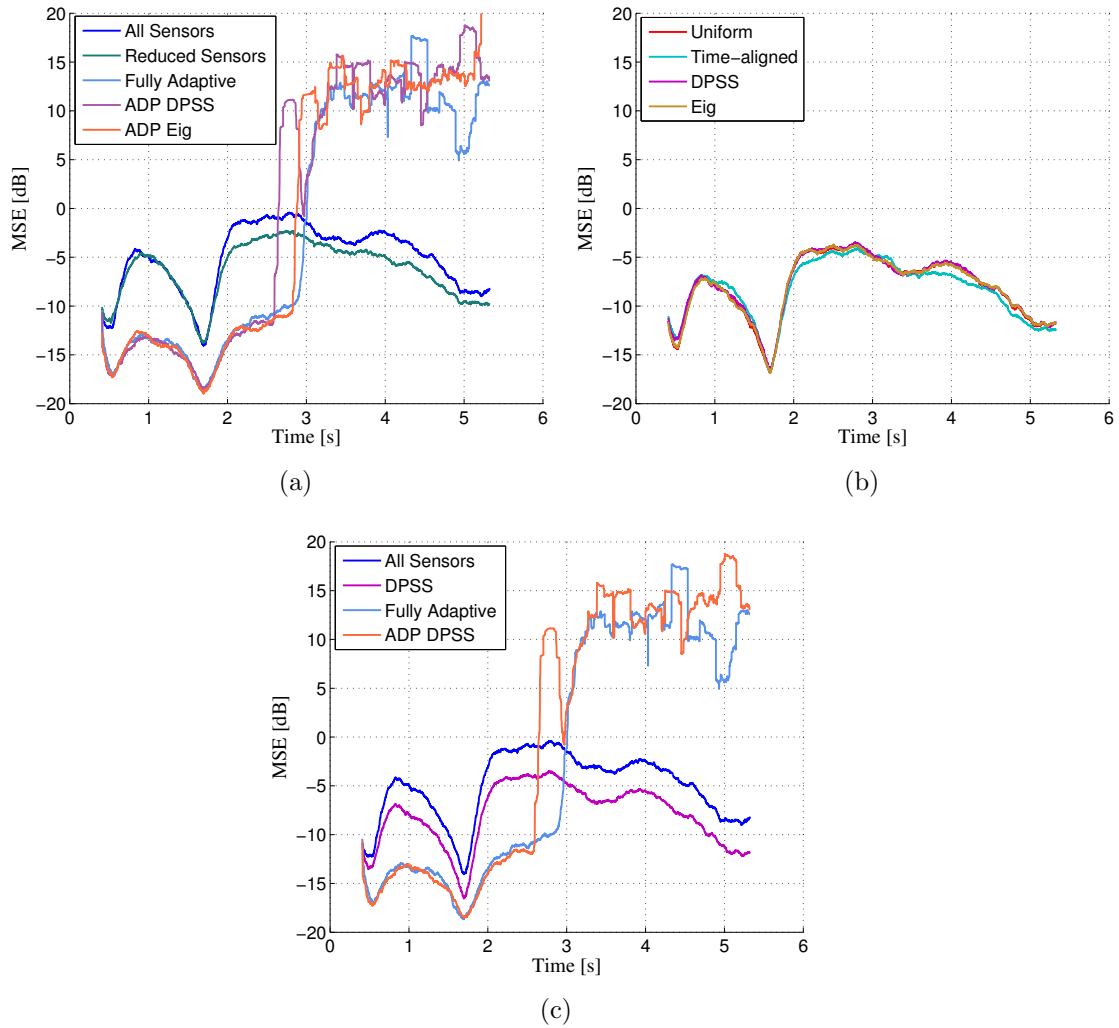 20
15
10
5
0
−5
−10
−15
−20
MSE [dB]
All Sensors
Reduced Sensors
Fully Adaptive
ADP DPSS
ADP Eig
0 1 2 3 4 5 6
Time [s]
(a)
20
15
10
5
0
−5
−10
−15
−20
MSE [dB]
Uniform
Time−aligned
DPSS
Eig
0 1 2 3 4 5 6
Time [s]
(b)
20
15
10
5
0
−5
−10
−15
−20
MSE [dB]
All Sensors
DPSS
Fully Adaptive
ADP DPSS
0 1 2 3 4 5 6
Time [s]
(c)